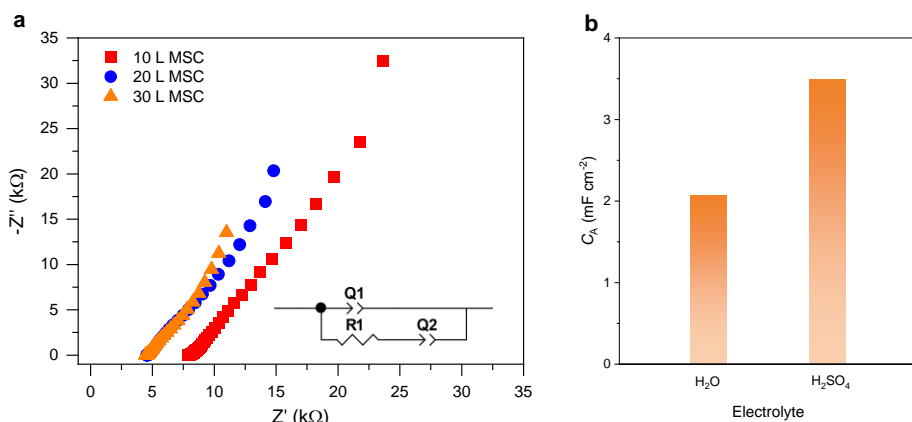 a
35
30
25
20
15
10
5
0
-Z'' (kΩ)
10 L MSC
20 L MSC
30 L MSC
Q1
R1
Q2
0
5
10
15
20
25
30
35
Z' (kΩ)
b
4
3
2
1
0
C_A (mF cm⁻²)
H₂O
H₂SO₄
Electrolyte